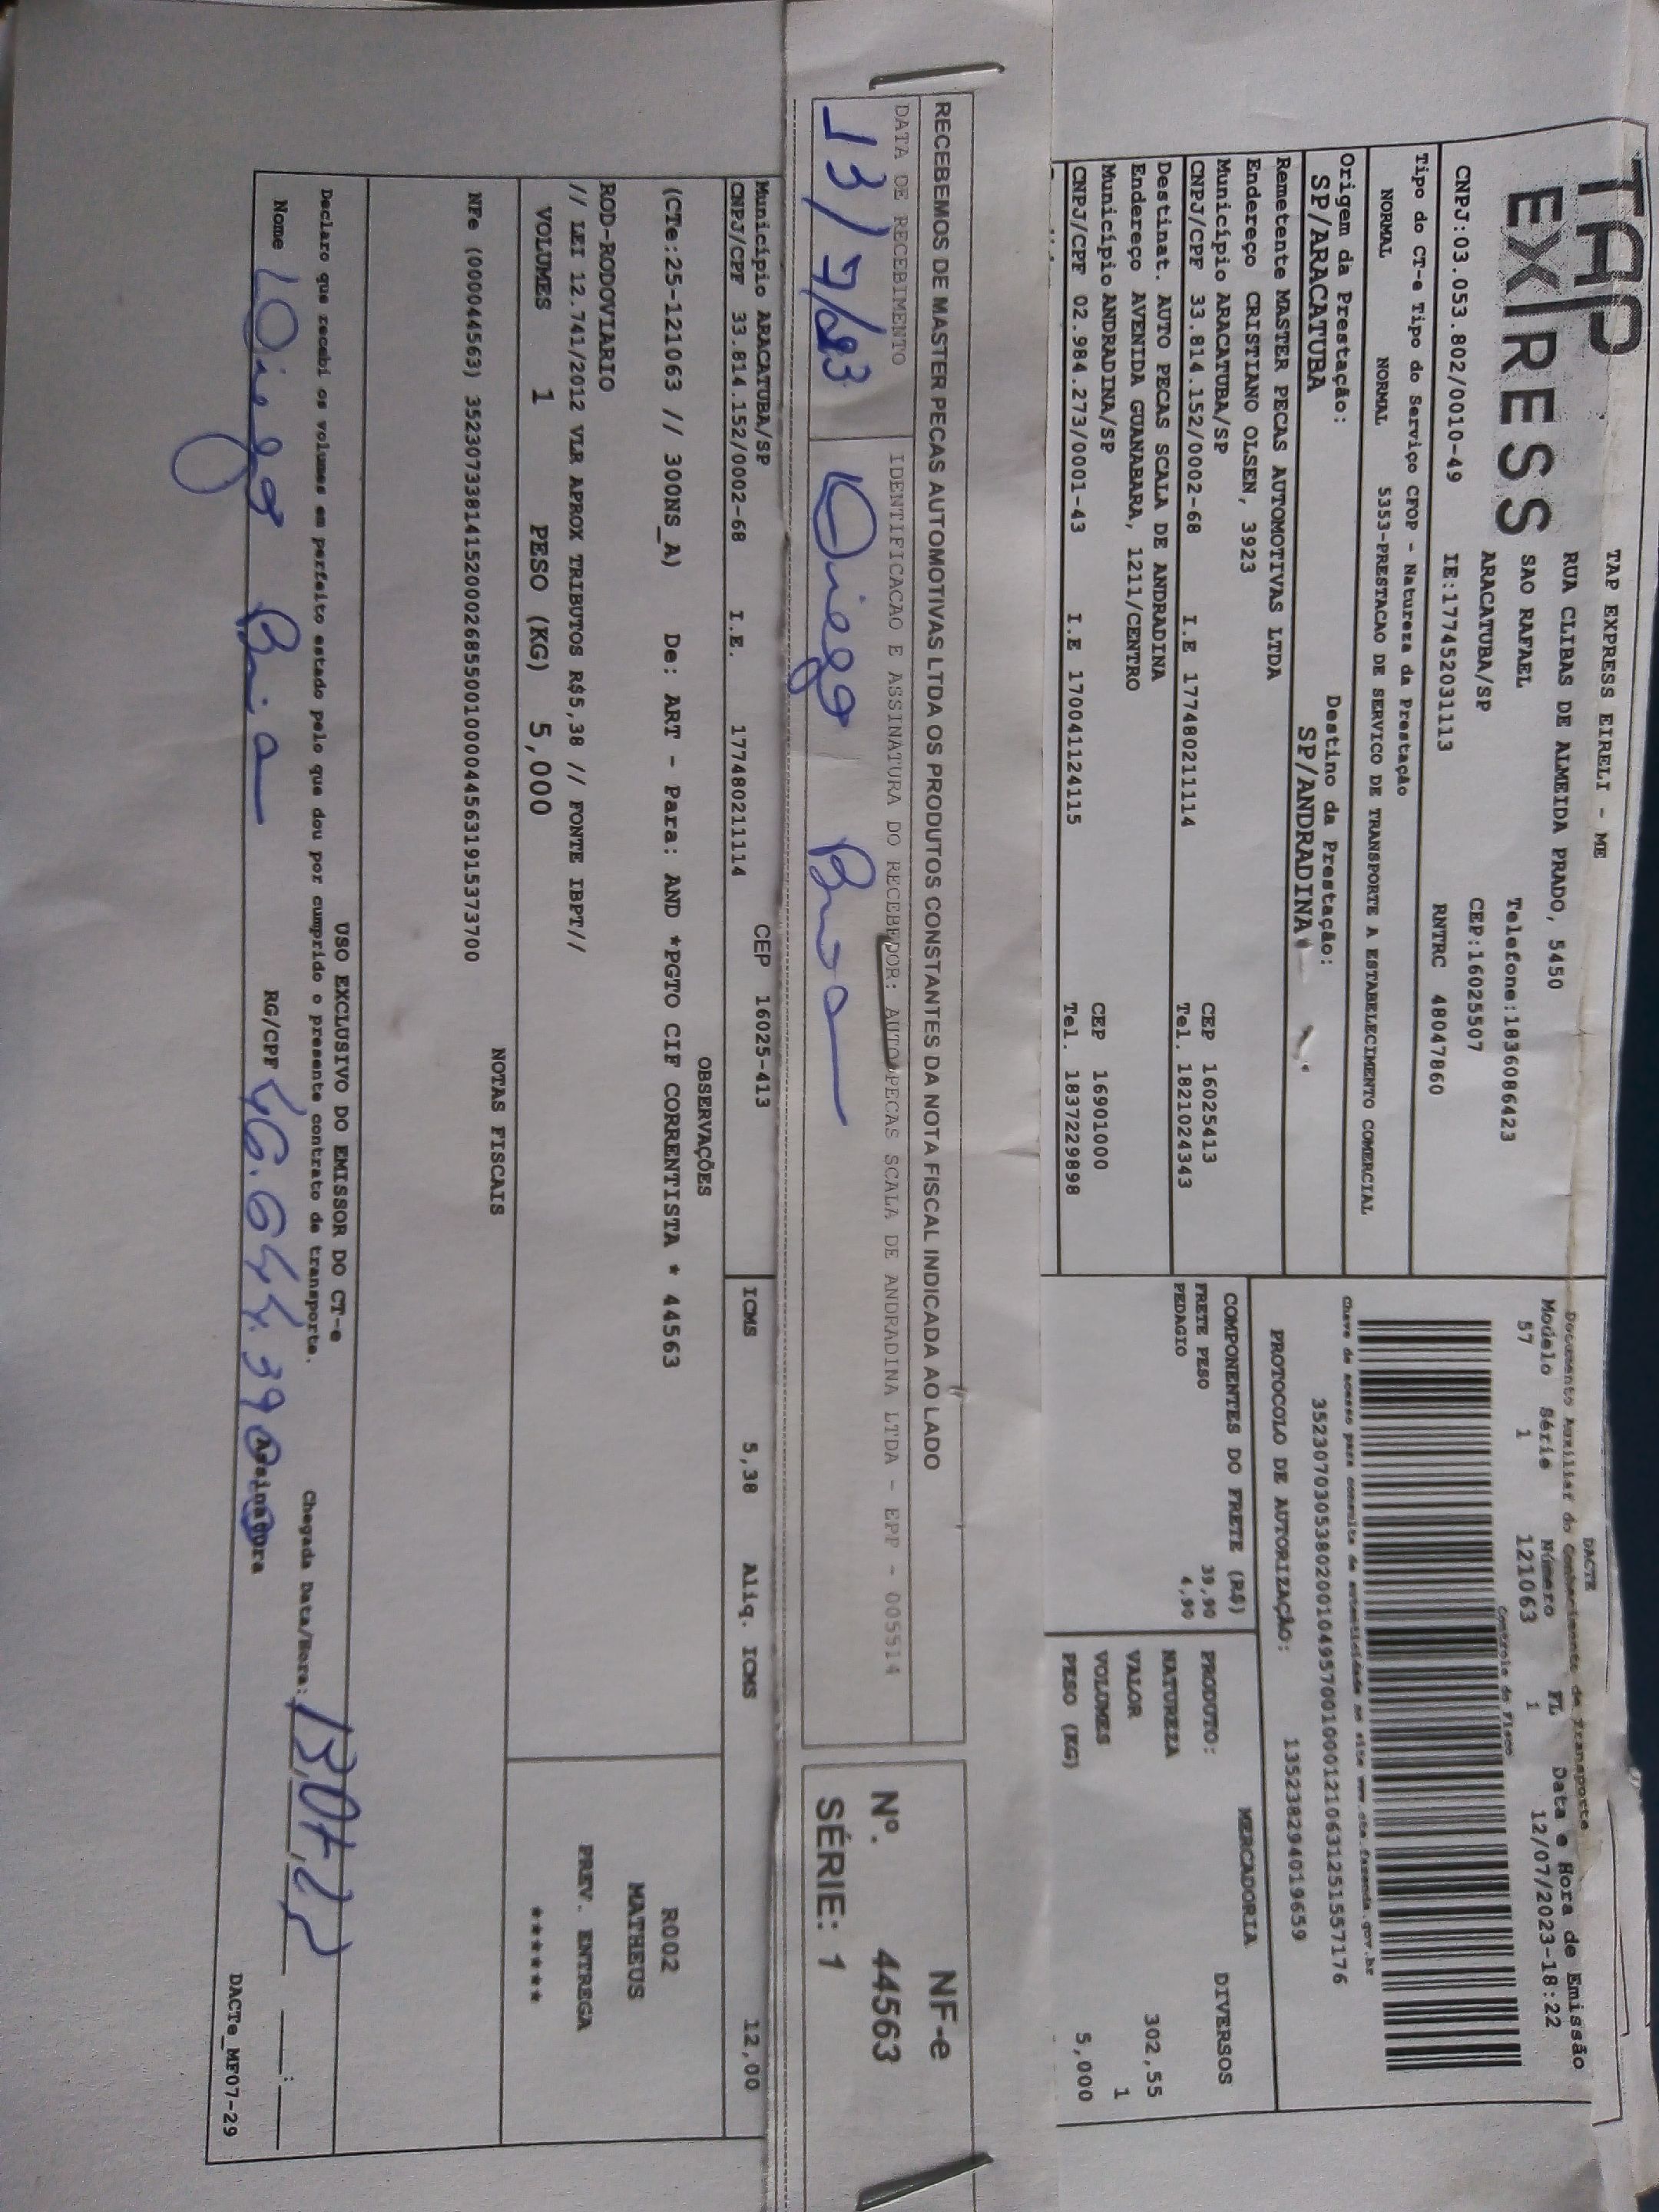 TAP
EXPRESS
TAP EXPRESS EIRELI - ME
RUA CLIBAS DE ALMEIDA PRADO, 5450
SAO RAFAEL Telefone:1836086423
ARACATUBA/SP CEP:16025507
CNPJ:03.053.802/0010-49 IE:177452031113 RNTRC 48047860
DACTE
Documento Auxiliar do Conhecimento de Transporte
Modelo Série Número FL Data e Hora de Emissão
57 1 121063 1 12/07/2023-18:22
Controle do Fisco
Chave de acesso para consulta de autenticidade no site www.cte.fazenda.gov.br
35230703053802001049570010001210631251557176
PROTOCOLO DE AUTORIZAÇÃO: 135238294019659
Tipo do CT-e Tipo do Serviço CFOP - Natureza da Prestação
NORMAL NORMAL 5353-PRESTACAO DE SERVICO DE TRANSPORTE A ESTABELECIMENTO COMERCIAL
Origem da Prestação: Destino da Prestação:
SP/ARACATUBA SP/ANDRADINA
Remetente MASTER PECAS AUTOMOTIVAS LTDA
Endereço CRISTIANO OLSEN, 3923
Município ARACATUBA/SP CEP 16025413
CNPJ/CPF 33.814.152/0002-68 I.E 177480211114 Tel. 1821024343
Destinat. AUTO PECAS SCALA DE ANDRADINA
Endereço AVENIDA GUANABARA, 1211/CENTRO
Município ANDRADINA/SP CEP 16901000
CNPJ/CPF 02.984.273/0001-43 I.E 170041124115 Tel. 1837229898
COMPONENTES DO FRETE (R$)
FRETE PESO 39,90
PEDAGIO 4,90
MERCADORIA
PRODUTO: DIVERSOS
NATUREZA
VALOR 302,55
VOLUMES 1
PESO (KG) 5,000
RECEBEMOS DE MASTER PECAS AUTOMOTIVAS LTDA OS PRODUTOS CONSTANTES DA NOTA FISCAL INDICADA AO LADO
DATA DE RECEBIMENTO IDENTIFICACAO E ASSINATURA DO RECEBEDOR: AUTO PECAS SCALA DE ANDRADINA LTDA - EPP - 005514
13/7/23 Diego
NF-e
Nº. 44563
SÉRIE: 1
Município ARACATUBA/SP CEP 16025-413 ICMS 5,38 Aliq. ICMS 12,00
CNPJ/CPF 33.814.152/0002-68 I.E. 177480211114
OBSERVAÇÕES
(CTe:25-121063 // 300NS_A) De: ART - Para: AND *PGTO CIF CORRENTISTA * 44563
R002
MATHEUS
ROD-RODOVIARIO
// LEI 12.741/2012 VLR APROX TRIBUTOS R$5,38 // FONTE IBPT//
PREV. ENTREGA
******
VOLUMES 1 PESO (KG) 5,000
NOTAS FISCAIS
NFe (000044563) 35230733814152000268550010000445631915373700
USO EXCLUSIVO DO EMISSOR DO CT-e
Declaro que recebi os volumes em perfeito estado pelo que dou por cumprido o presente contrato de transporte.
Chegada Data/Hora:
Nome Diego RG/CPF Assinatura
DACTe_MF07-29